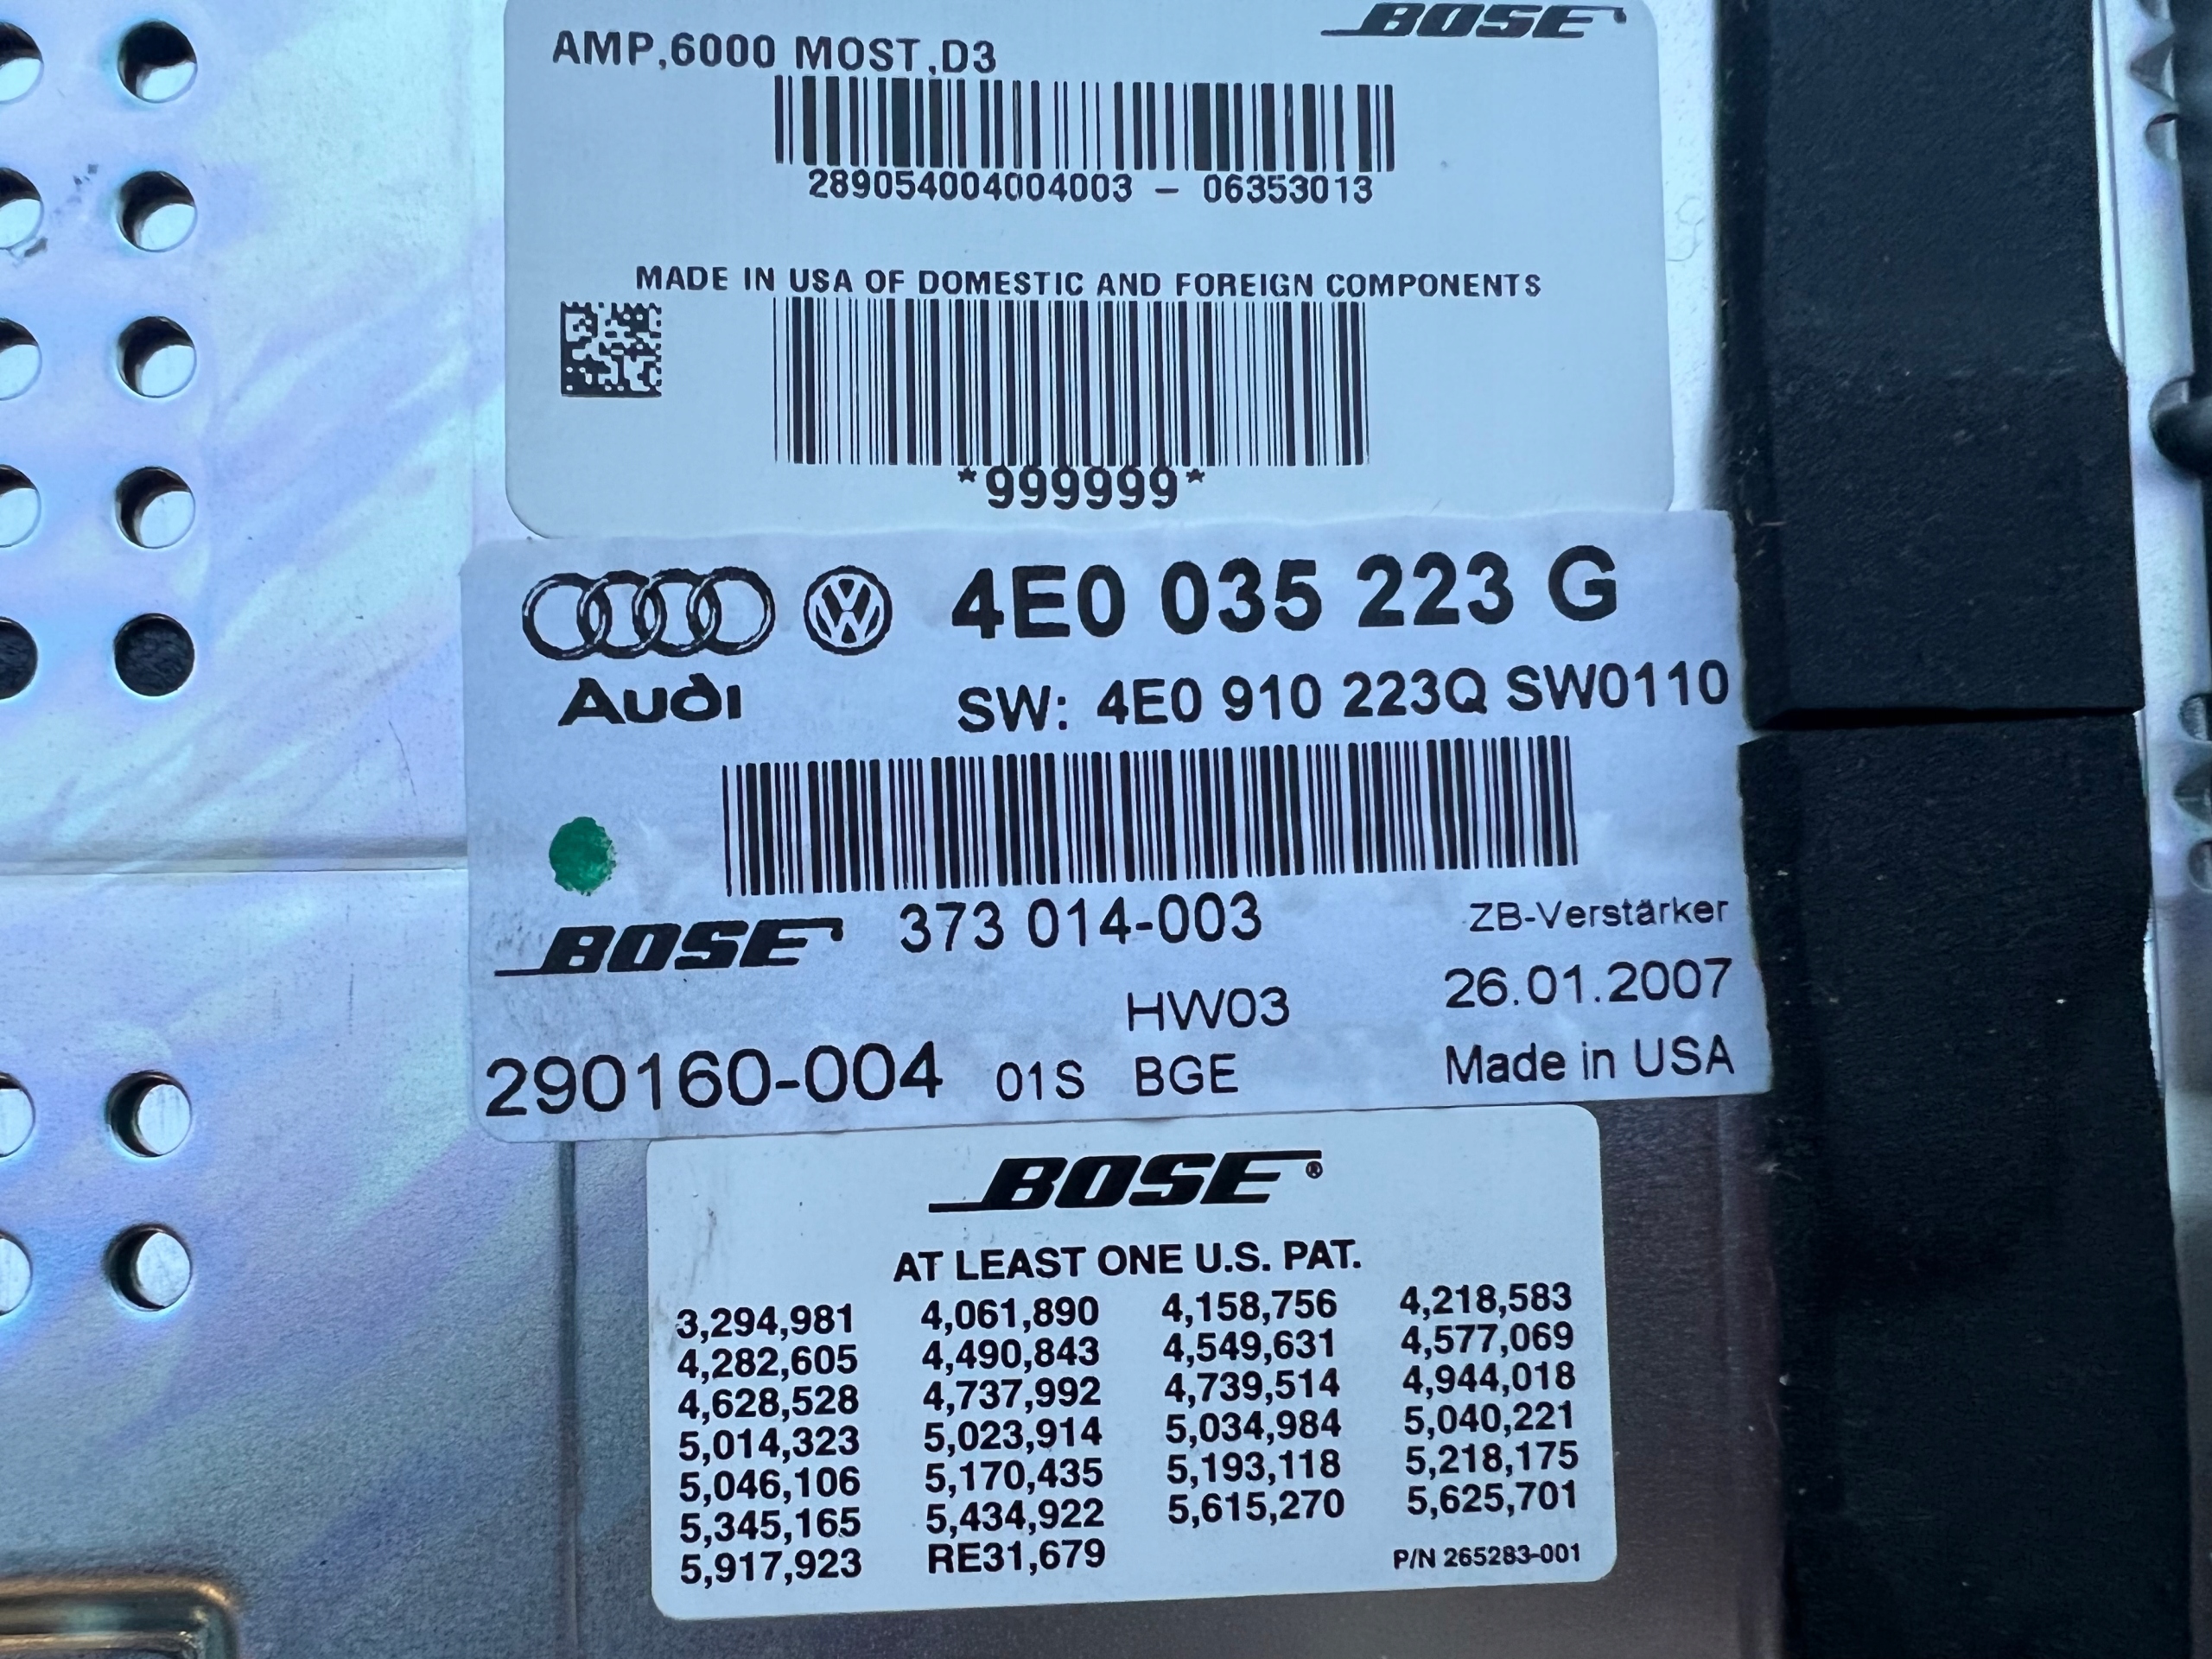 BOSE
AMP,6000 MOST,D3
289054004004003 - 06353013
MADE IN USA OF DOMESTIC AND FOREIGN COMPONENTS
*999999*
4E0 035 223 G
Audi
SW: 4E0 910 223Q SW0110
BOSE 373 014-003 ZB-Verstärker
HW03 26.01.2007
290160-004 01S BGE Made in USA
BOSE®
AT LEAST ONE U.S. PAT.
3,294,981 4,061,890 4,158,756 4,218,583
4,282,605 4,490,843 4,549,631 4,577,069
4,628,528 4,737,992 4,739,514 4,944,018
5,014,323 5,023,914 5,034,984 5,040,221
5,046,106 5,170,435 5,193,118 5,218,175
5,345,165 5,434,922 5,615,270 5,625,701
5,917,923 RE31,679 P/N 265283-001